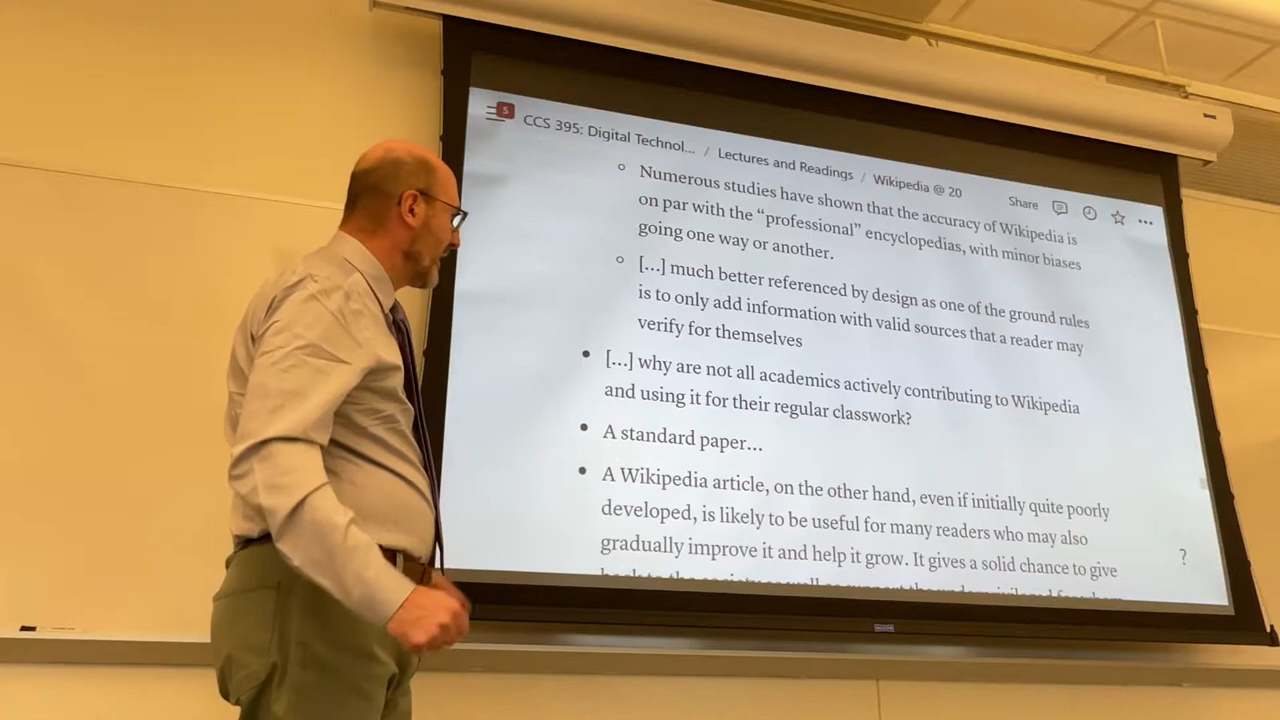 5
CCS 395: Digital Technol... / Lectures and Readings / Wikipedia @ 20
Share
Numerous studies have shown that the accuracy of Wikipedia is
on par with the “professional” encyclopedias, with minor biases
going one way or another.
[...] much better referenced by design as one of the ground rules
is to only add information with valid sources that a reader may
verify for themselves
[...] why are not all academics actively contributing to Wikipedia
and using it for their regular classwork?
A standard paper...
A Wikipedia article, on the other hand, even if initially quite poorly
developed, is likely to be useful for many readers who may also
gradually improve it and help it grow. It gives a solid chance to give
?